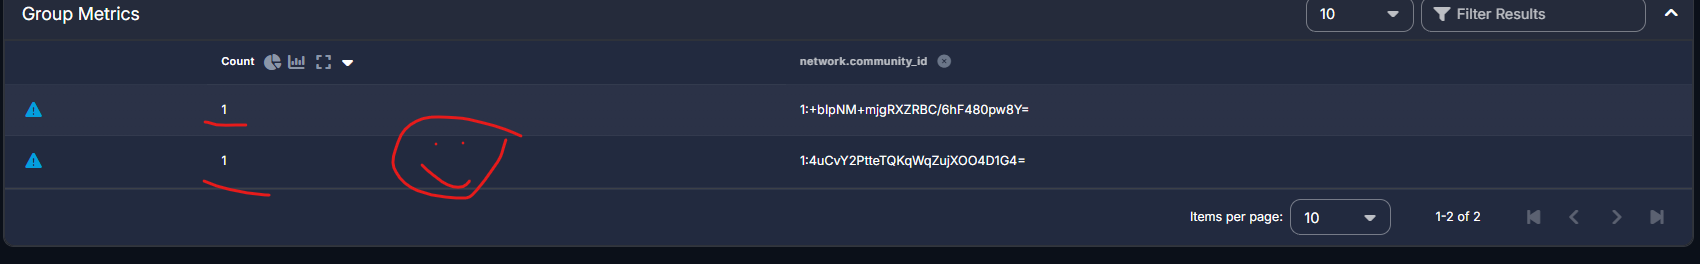 Group Metrics
10
Filter Results
Count
network.community_id
1
1:+bIpNM+mjgRXZRBC/6hF480pw8Y=
1
1:4uCvY2PtteTQKqWqZujXOO4D1G4=
Items per page:
10
1-2 of 2